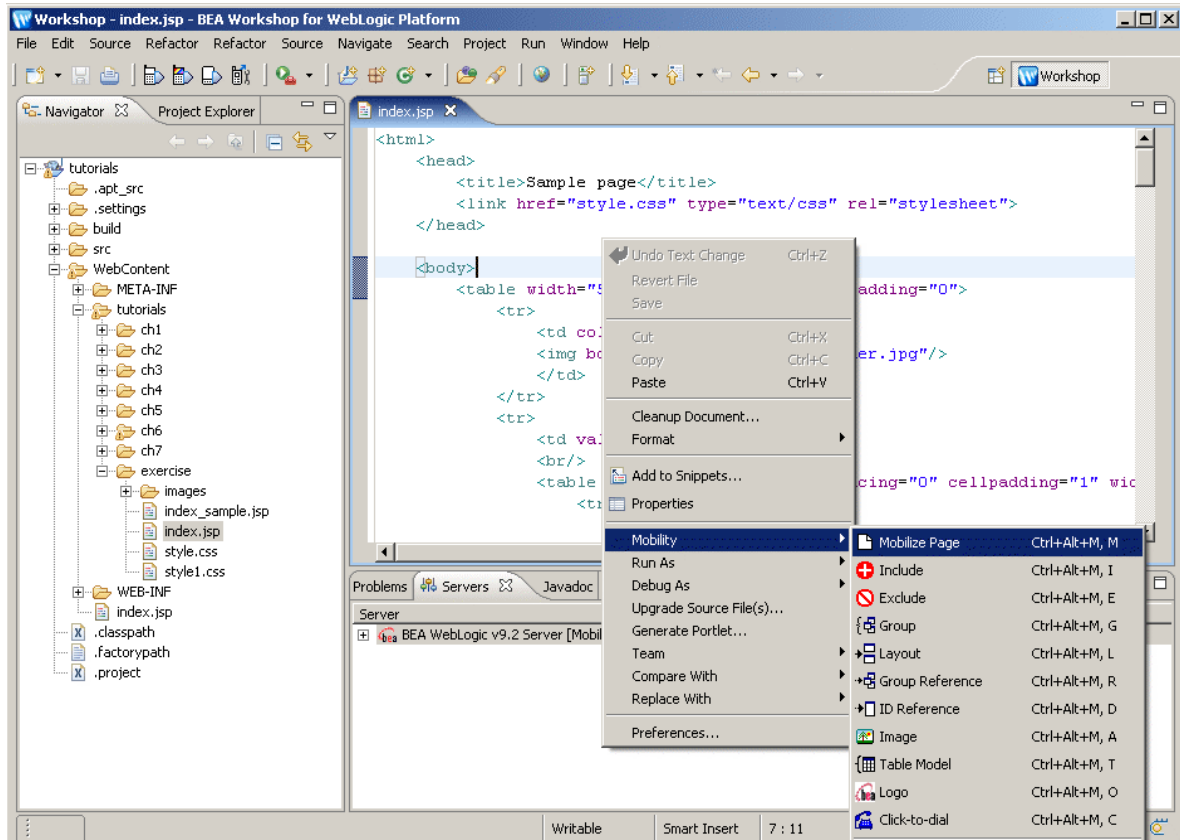 Workshop - index.jsp - BEA Workshop for WebLogic Platform
File Edit Source Refactor Refactor Source Navigate Search Project Run Window Help
Workshop
Navigator Project Explorer
tutorials
.apt_src
.settings
build
src
WebContent
META-INF
tutorials
ch1
ch2
ch3
ch4
ch5
ch6
ch7
exercise
images
index_sample.jsp
index.jsp
style.css
style1.css
WEB-INF
index.jsp
.classpath
.factorypath
.project
index.jsp
<html>
<head>
<title>Sample page</title>
<link href="style.css" type="text/css" rel="stylesheet">
</head>
<body>
<table width="5 adding="0">
<tr>
<td col
<img bo er.jpg"/>
</td>
</tr>
<tr>
<td val
<br/>
<table cing="0" cellpadding="1" wid
<tr
Undo Text Change Ctrl+Z
Revert File
Save
Cut Ctrl+X
Copy Ctrl+C
Paste Ctrl+V
Cleanup Document...
Format
Add to Snippets...
Properties
Mobility
Run As
Debug As
Upgrade Source File(s)...
Generate Portlet...
Team
Compare With
Replace With
Preferences...
Mobilize Page Ctrl+Alt+M, M
Include Ctrl+Alt+M, I
Exclude Ctrl+Alt+M, E
Group Ctrl+Alt+M, G
Layout Ctrl+Alt+M, L
Group Reference Ctrl+Alt+M, R
ID Reference Ctrl+Alt+M, D
Image Ctrl+Alt+M, A
Table Model Ctrl+Alt+M, T
bea Logo Ctrl+Alt+M, O
Click-to-dial Ctrl+Alt+M, C
Problems Servers Javadoc
Server
bea BEA WebLogic v9.2 Server [Mobil
Writable Smart Insert 7 : 11